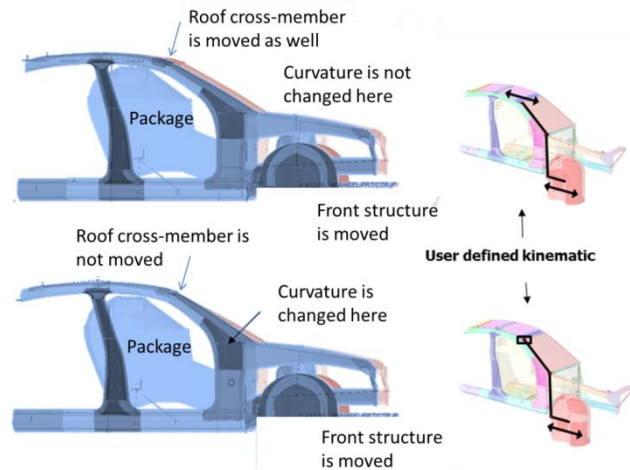 Roof cross-member
is moved as well
Curvature is not
changed here
Package
Front structure
is moved
Roof cross-member is
not moved
User defined kinematic
Curvature is
changed here
Package
Front structure
is moved